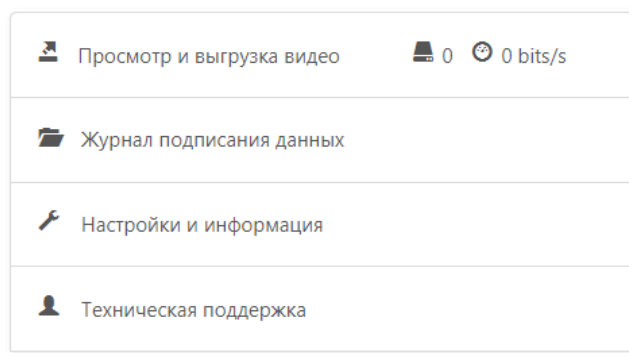 Просмотр и выгрузка видео 0 0 bits/s
Журнал подписания данных
Настройки и информация
Техническая поддержка